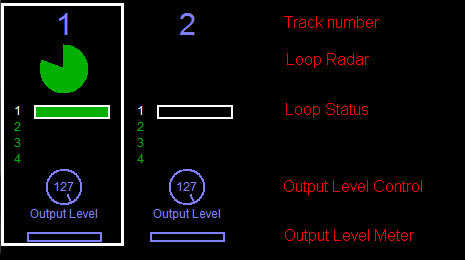 1 2 Track number
Loop Radar
1 1 Loop Status
2 2
3 3
4 4
127 127 Output Level Control
Output Level Output Level
Output Level Meter